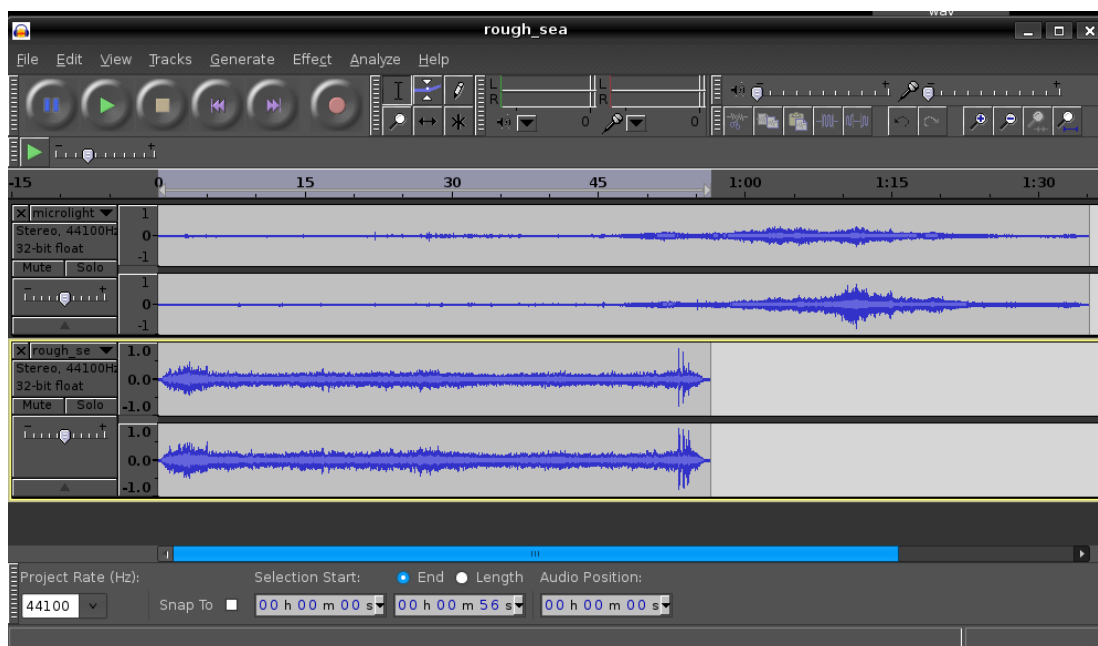 wav
rough_sea
File Edit View Tracks Generate Effect Analyze Help
L
R
L
R
0
0
-15 0 15 30 45 1:00 1:15 1:30
microlight
Stereo, 44100Hz
32-bit float
Mute Solo
1
0
-1
1
0
-1
rough_se
Stereo, 44100Hz
32-bit float
Mute Solo
1.0
0.0
-1.0
1.0
0.0
-1.0
Project Rate (Hz): Selection Start: End Length Audio Position:
44100 Snap To 00 h 00 m 00 s 00 h 00 m 56 s 00 h 00 m 00 s